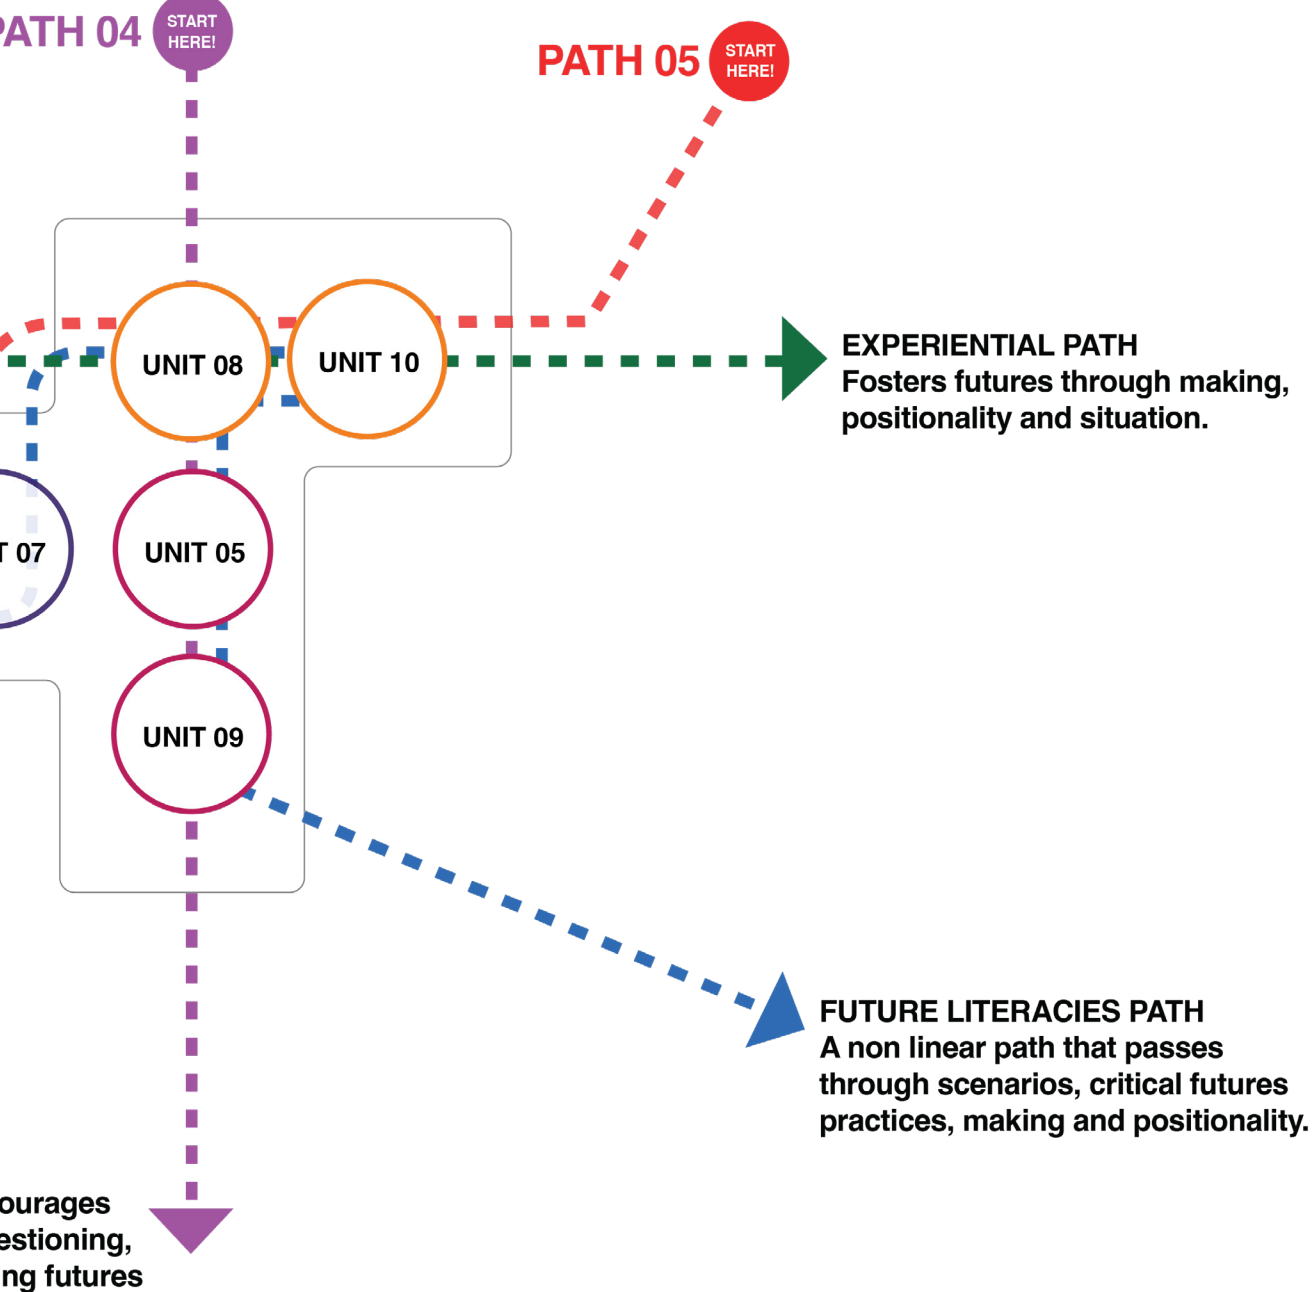 PATH 04
START
HERE!
PATH 05
START
HERE!
UNIT 08
UNIT 10
EXPERIENTIAL PATH
Fosters futures through making,
positionality and situation.
T 07
UNIT 05
UNIT 09
FUTURE LITERACIES PATH
A non linear path that passes
through scenarios, critical futures
practices, making and positionality.
ourages
estioning,
ng futures